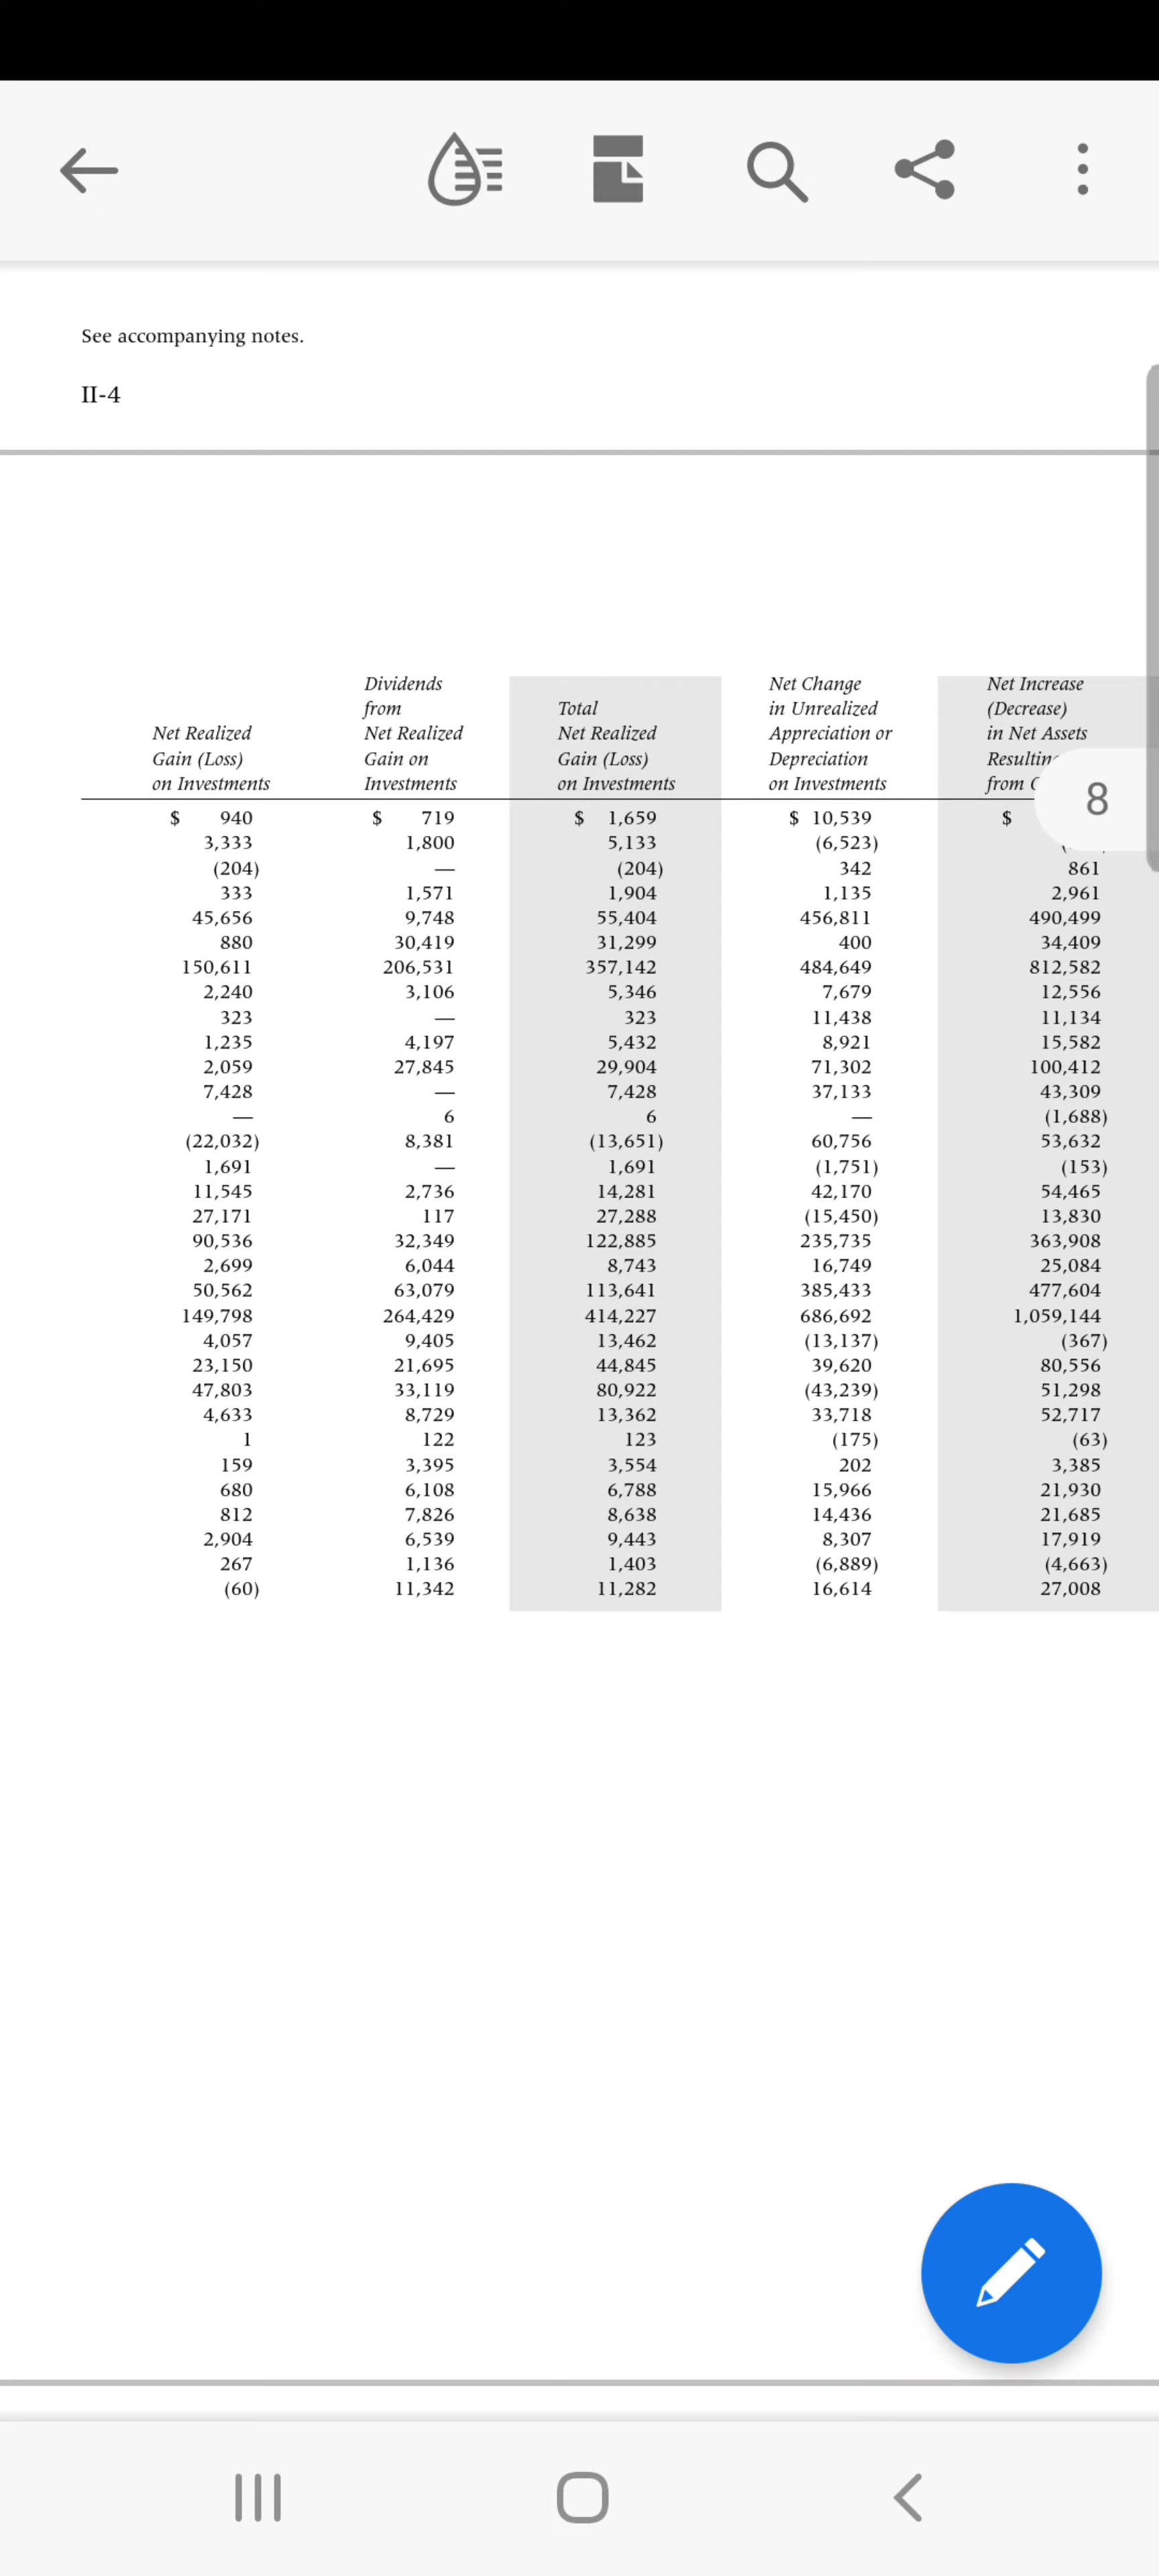 See accompanying notes.
II-4
Dividends Net Change Net Increase
from Total in Unrealized (Decrease)
Net Realized Net Realized Net Realized Appreciation or in Net Assets
Gain (Loss) Gain on Gain (Loss) Depreciation
on Investments Investments on Investments on Investments from
8
$ 940 $ 719 $ 1,659 $ 10,539 $
3,333 1,800 5,133 (6,523)
(204) — (204) 342 861
333 1,571 1,904 1,135 2,961
45,656 9,748 55,404 456,811 490,499
880 30,419 31,299 400 34,409
150,611 206,531 357,142 484,649 812,582
2,240 3,106 5,346 7,679 12,556
323 — 323 11,438 11,134
1,235 4,197 5,432 8,921 15,582
2,059 27,845 29,904 71,302 100,412
7,428 — 7,428 37,133 43,309
— 6 6 — (1,688)
(22,032) 8,381 (13,651) 60,756 53,632
1,691 — 1,691 (1,751) (153)
11,545 2,736 14,281 42,170 54,465
27,171 117 27,288 (15,450) 13,830
90,536 32,349 122,885 235,735 363,908
2,699 6,044 8,743 16,749 25,084
50,562 63,079 113,641 385,433 477,604
149,798 264,429 414,227 686,692 1,059,144
4,057 9,405 13,462 (13,137) (367)
23,150 21,695 44,845 39,620 80,556
47,803 33,119 80,922 (43,239) 51,298
4,633 8,729 13,362 33,718 52,717
1 122 123 (175) (63)
159 3,395 3,554 202 3,385
680 6,108 6,788 15,966 21,930
812 7,826 8,638 14,436 21,685
2,904 6,539 9,443 8,307 17,919
267 1,136 1,403 (6,889) (4,663)
(60) 11,342 11,282 16,614 27,008